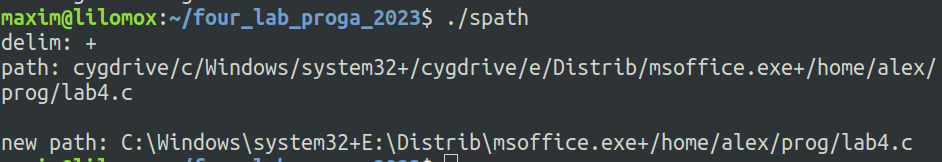 maxim@lilomox:~/four_lab_proga_2023$ ./spath
delim: +
path: cygdrive/c/Windows/system32+/cygdrive/e/Distrib/msoffice.exe+/home/alex/
prog/lab4.c
new path: C:\Windows\system32+E:\Distrib\msoffice.exe+/home/alex/prog/lab4.c